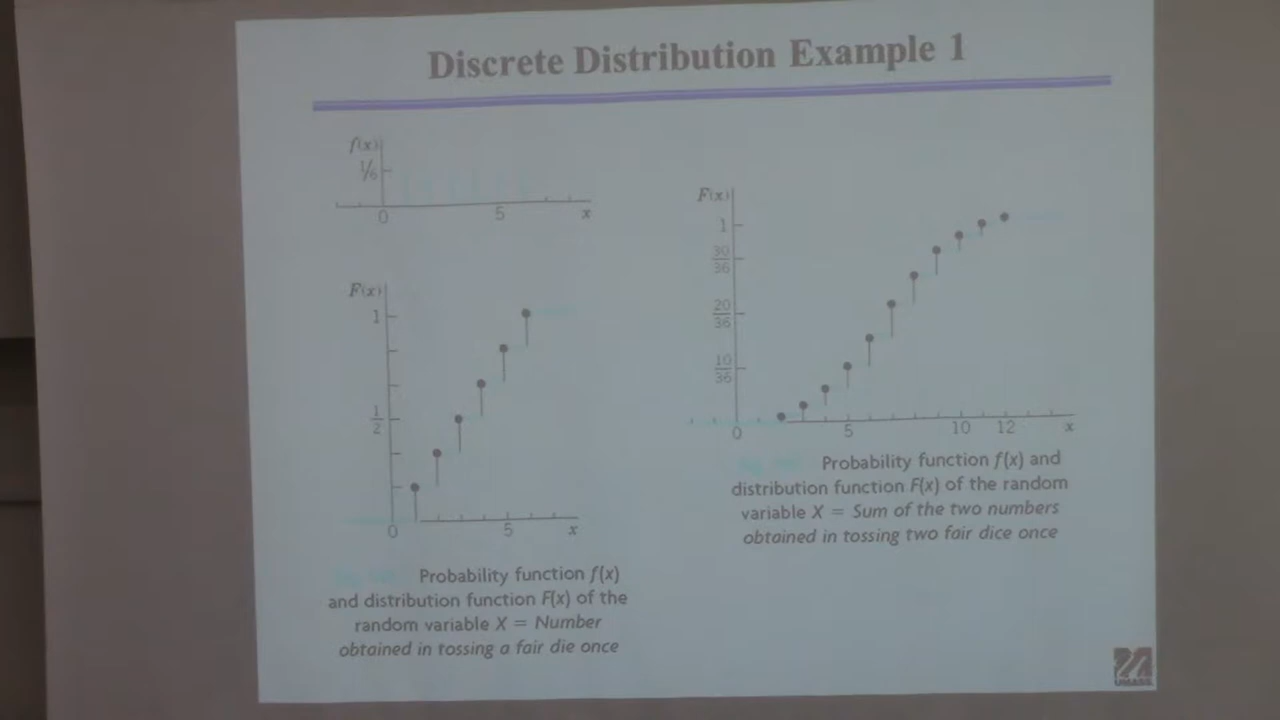 Discrete Distribution Example 1
f(x)
1/6
0 5 x
F(x)
1
1/2
0 5 x
Probability function f(x)
and distribution function F(x) of the
random variable X = Number
obtained in tossing a fair die once
F(x)
1
30/36
20/36
10/36
0 5 10 12 x
Probability function f(x) and
distribution function F(x) of the random
variable X = Sum of the two numbers
obtained in tossing two fair dice once
UMASS